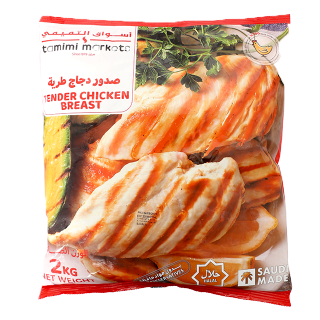 أسواق التميمي
tamimi markets
صدور دجاج طرية
TENDER CHICKEN
BREAST
2KG
NET WEIGHT
حلال
HALAL
SAUDI
MADE